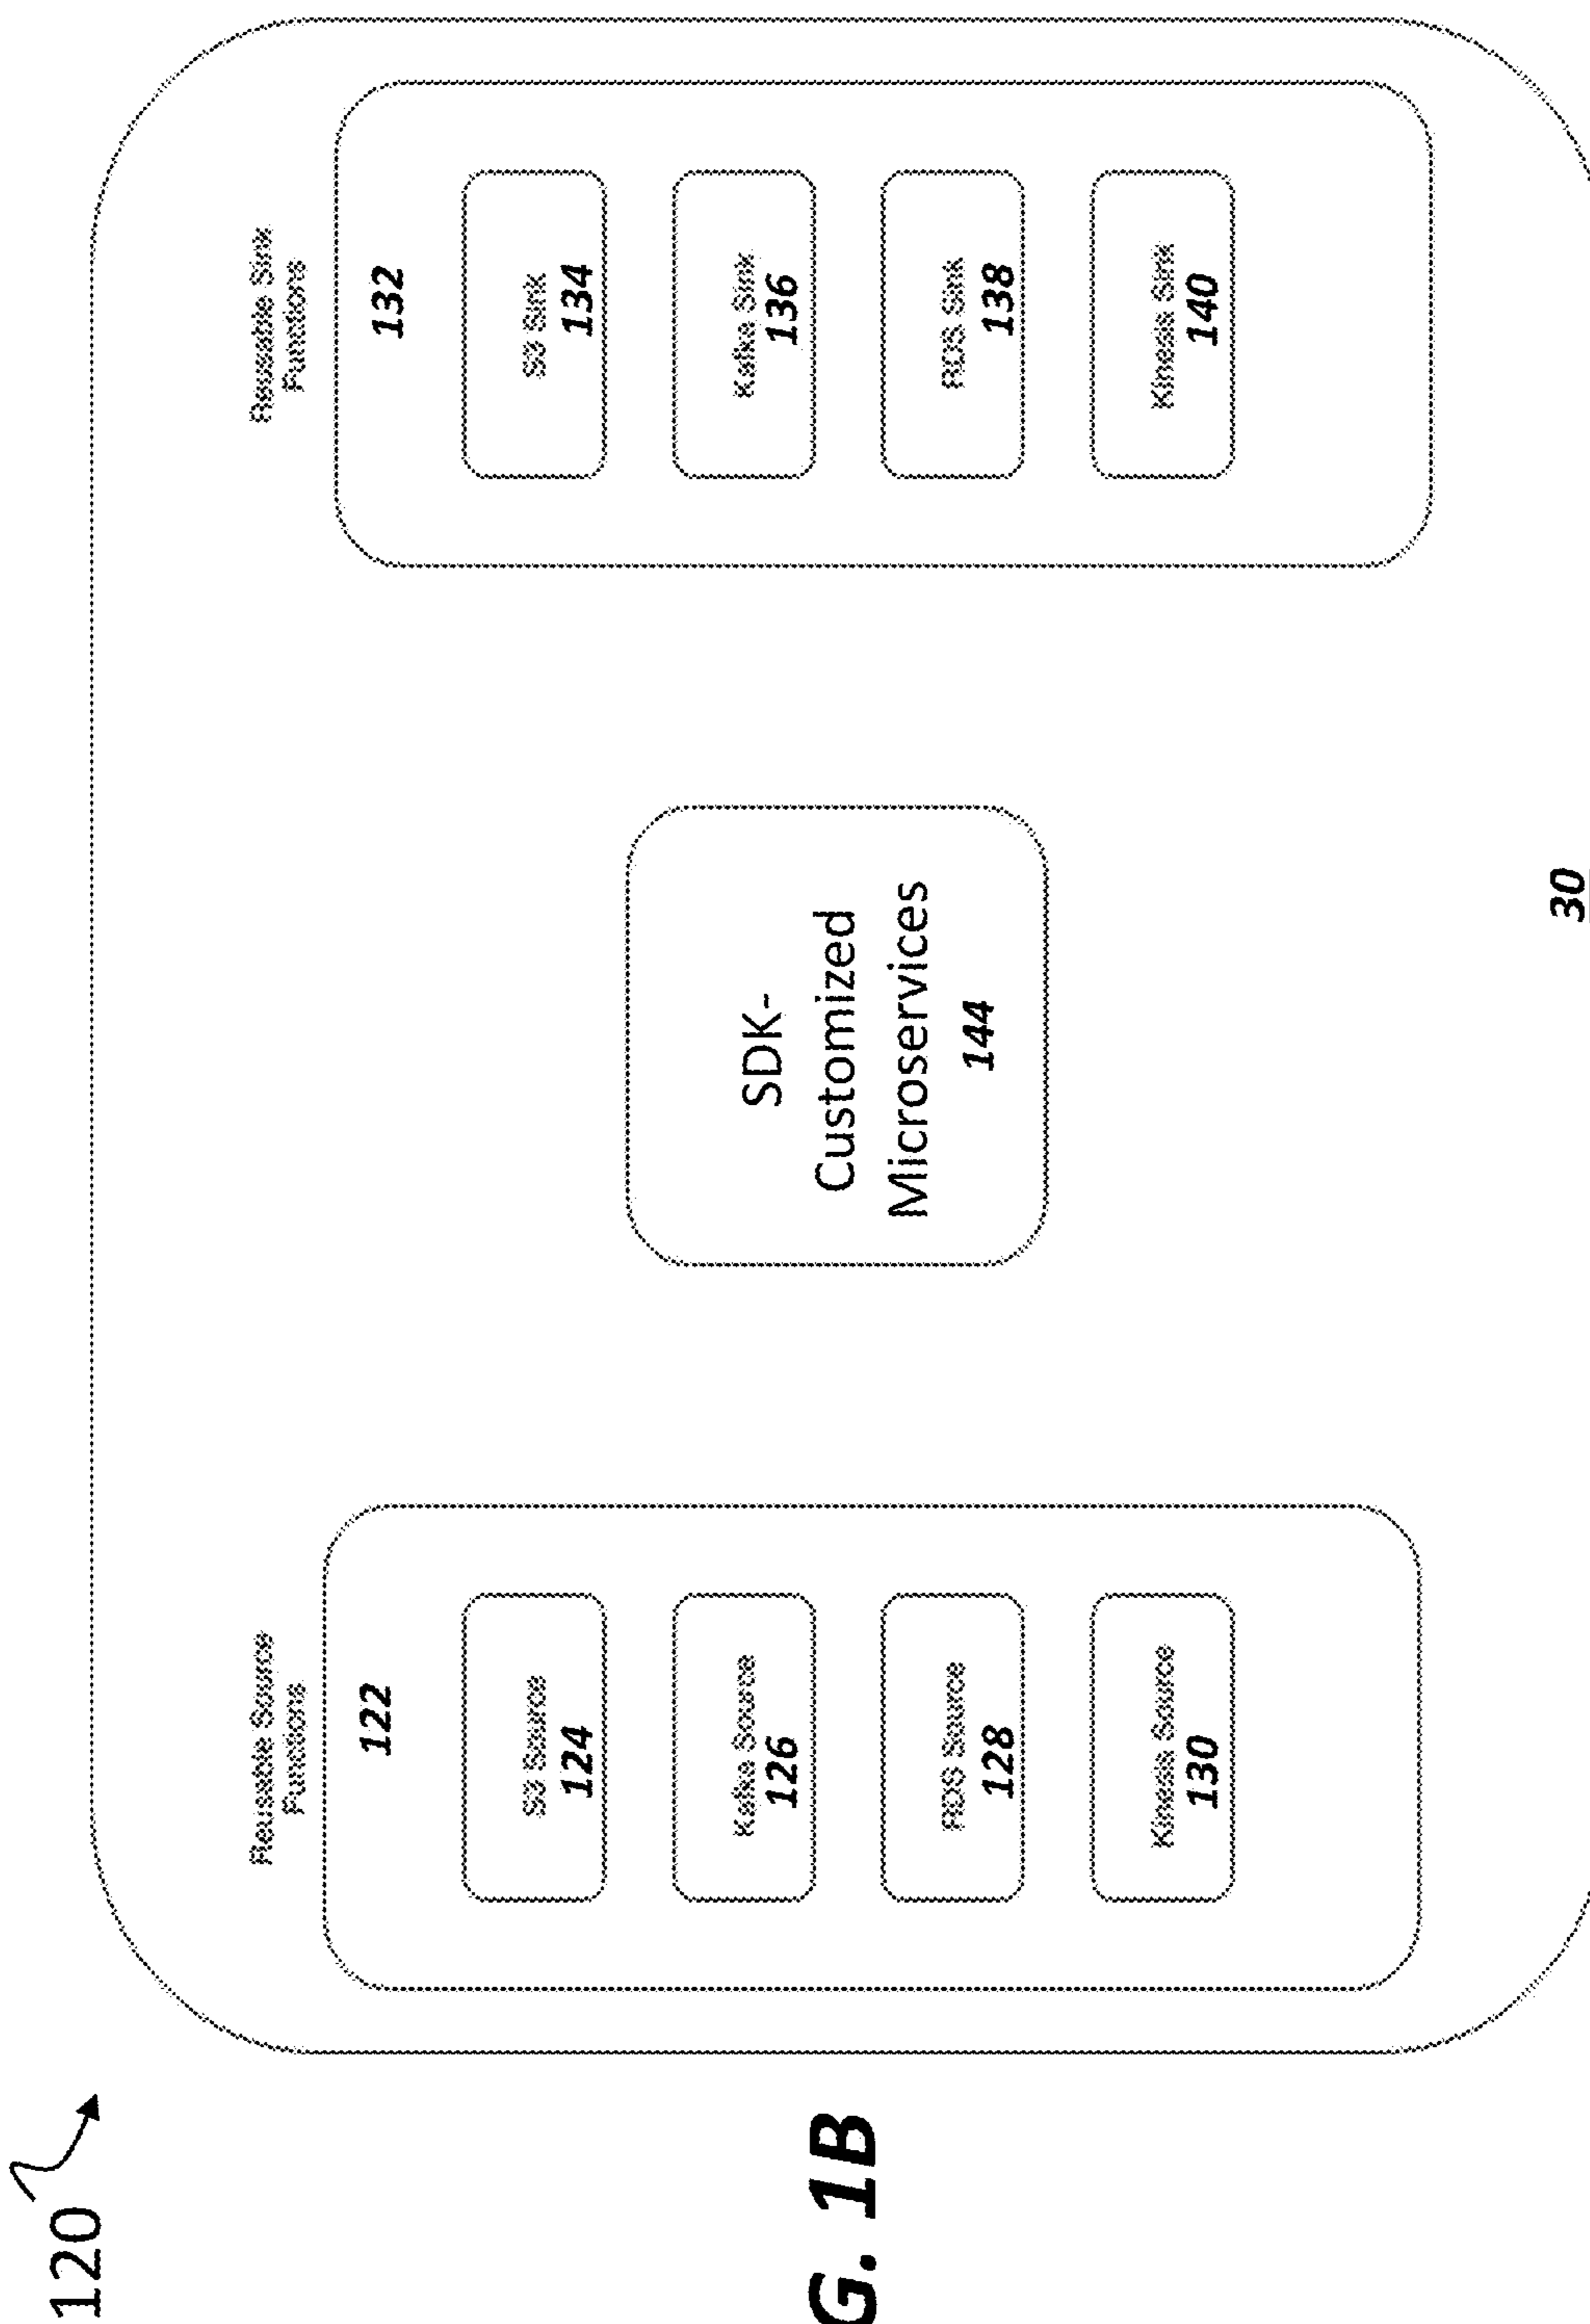 120
Reusable Source
Functions
122
S3 Source
124
Kafka Source
126
RDS Source
128
Kinesis Source
130
SDK-
Customized
Microservices
144
Reusable Sink
Functions
132
S3 Sink
134
Kafka Sink
136
RDS Sink
138
Kinesis Sink
140
30
G. 1B